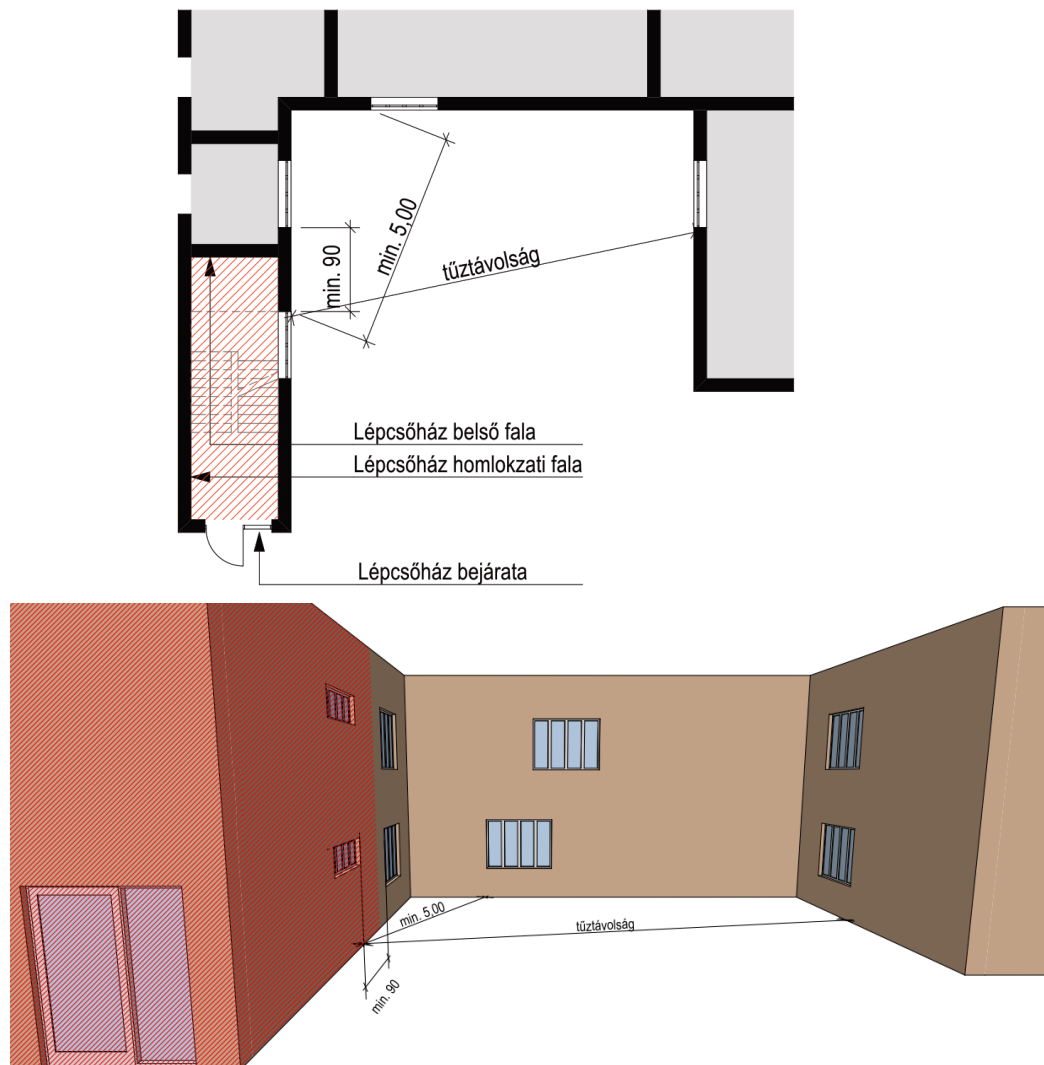 min. 5,00
min. 90
tűztávolság
Lépcsőház belső fala
Lépcsőház homlokzati fala
Lépcsőház bejárata
min. 5,00
tűztávolság
min. 90